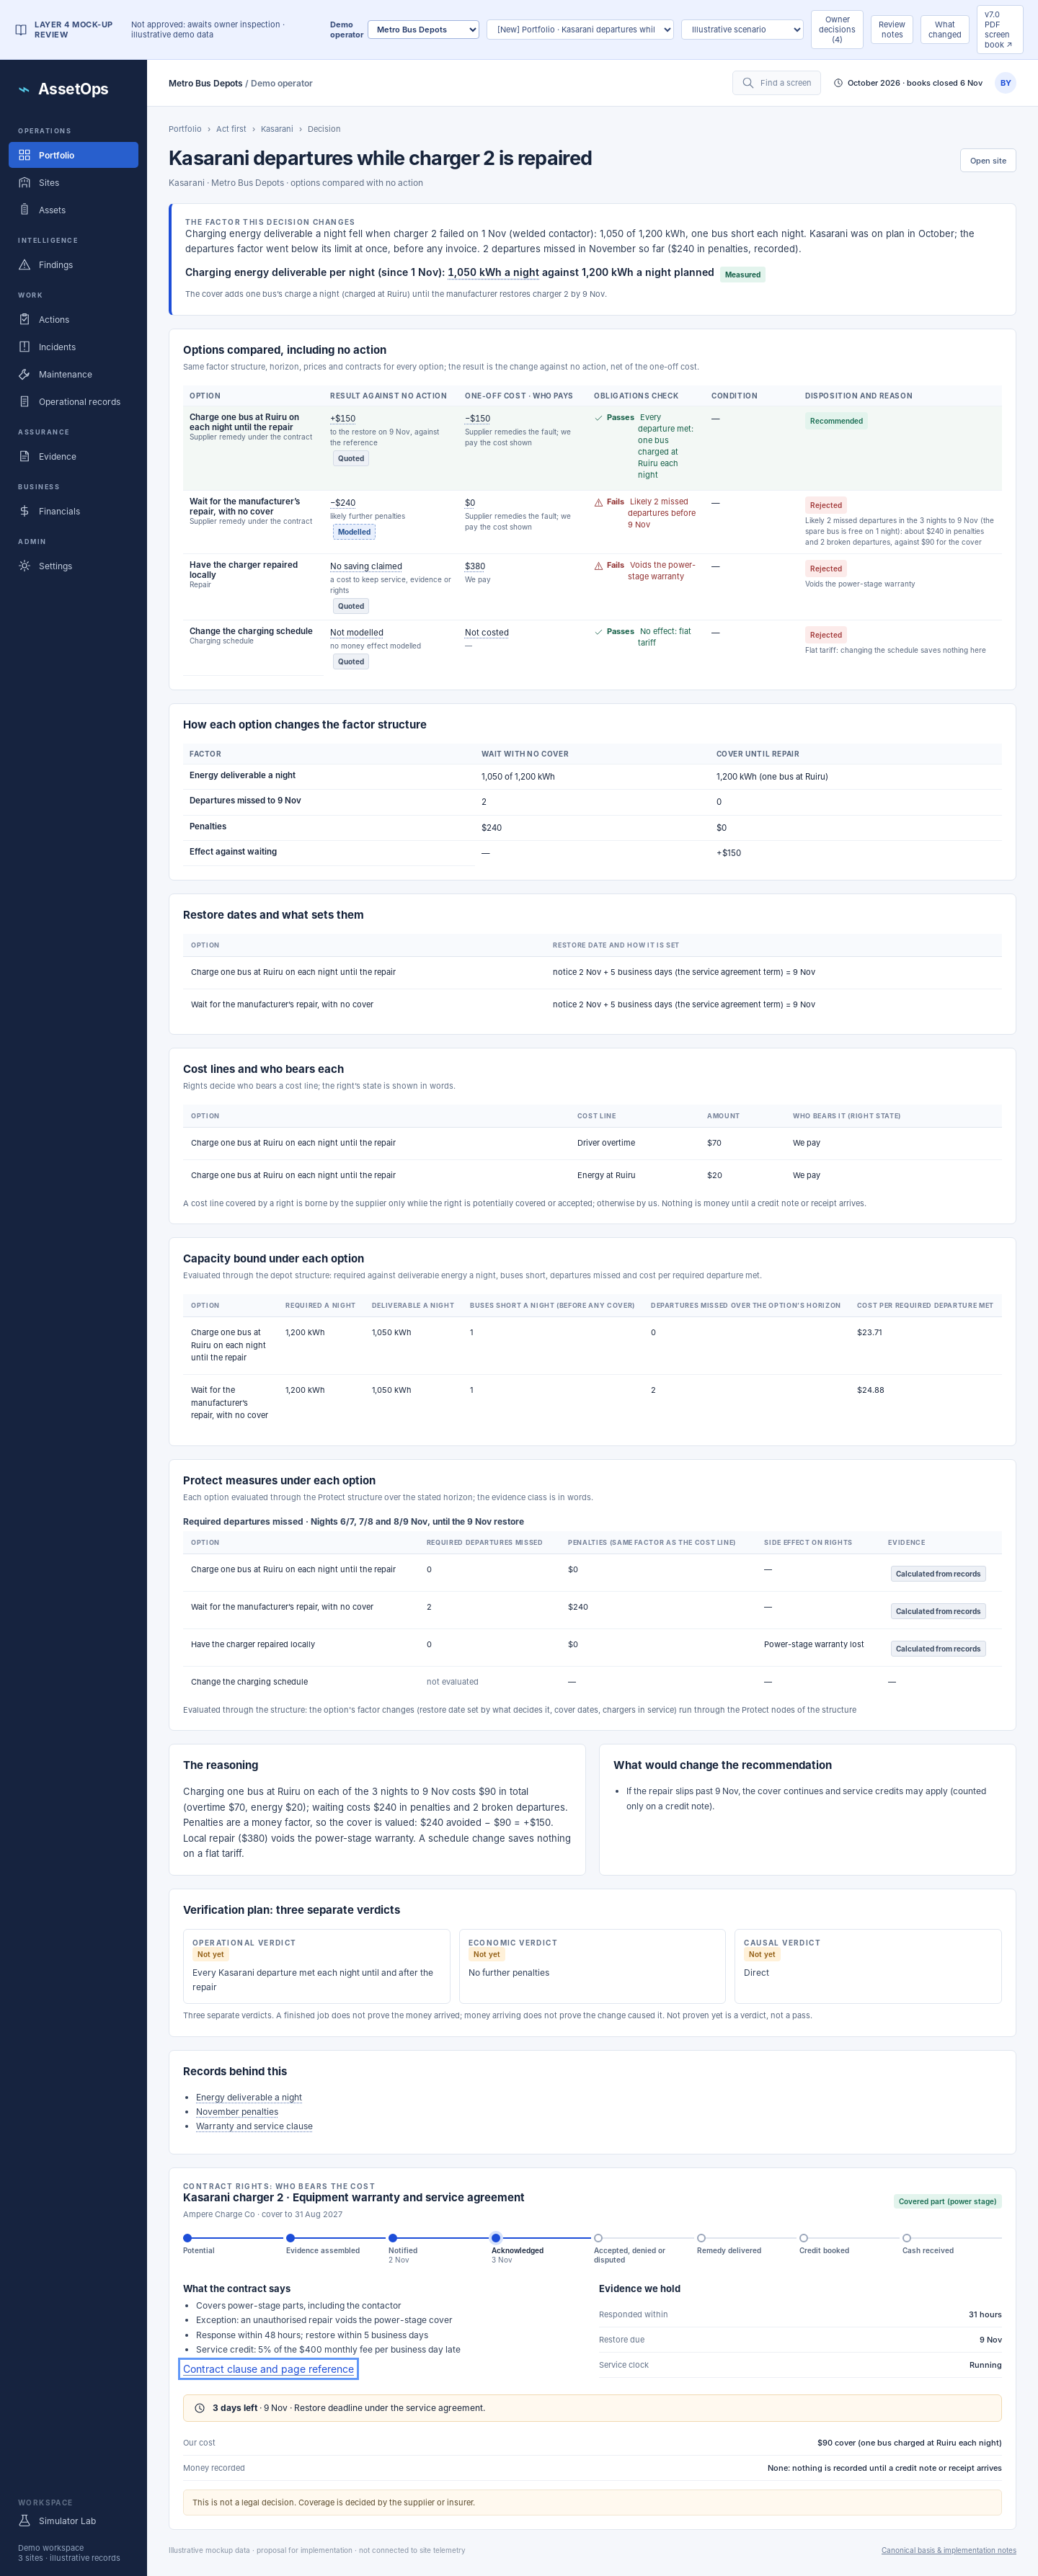 LAYER 4 MOCK-UP
REVIEW
Not approved: awaits owner inspection ·
illustrative demo data
Demo
operator
Metro Bus Depots
[New] Portfolio · Kasarani departures whil
Illustrative scenario
Owner
decisions
(4)
Review
notes
What
changed
v7.0
PDF
screen
book ↗
AssetOps
OPERATIONS
Portfolio
Sites
Assets
INTELLIGENCE
Findings
WORK
Actions
Incidents
Maintenance
Operational records
ASSURANCE
Evidence
BUSINESS
Financials
ADMIN
Settings
WORKSPACE
Simulator Lab
Demo workspace
3 sites · illustrative records
Metro Bus Depots / Demo operator
Find a screen
October 2026 · books closed 6 Nov
BY
Portfolio › Act first › Kasarani › Decision
Kasarani departures while charger 2 is repaired
Kasarani · Metro Bus Depots · options compared with no action
Open site
THE FACTOR THIS DECISION CHANGES
Charging energy deliverable a night fell when charger 2 failed on 1 Nov (welded contactor): 1,050 of 1,200 kWh, one bus short each night. Kasarani was on plan in October; the
departures factor went below its limit at once, before any invoice. 2 departures missed in November so far ($240 in penalties, recorded).
Charging energy deliverable per night (since 1 Nov): 1,050 kWh a night against 1,200 kWh a night planned Measured
The cover adds one bus's charge a night (charged at Ruiru) until the manufacturer restores charger 2 by 9 Nov.
Options compared, including no action
Same factor structure, horizon, prices and contracts for every option; the result is the change against no action, net of the one-off cost.
OPTION RESULT AGAINST NO ACTION ONE-OFF COST · WHO PAYS OBLIGATIONS CHECK CONDITION DISPOSITION AND REASON
Charge one bus at Ruiru on
each night until the repair
Supplier remedy under the contract
+$150
to the restore on 9 Nov, against
the reference
Quoted
−$150
Supplier remedies the fault; we
pay the cost shown
Passes Every
departure met:
one bus
charged at
Ruiru each
night
—
Recommended
Wait for the manufacturer's
repair, with no cover
Supplier remedy under the contract
−$240
likely further penalties
Modelled
$0
Supplier remedies the fault; we
pay the cost shown
Fails Likely 2 missed
departures before
9 Nov
—
Rejected
Likely 2 missed departures in the 3 nights to 9 Nov (the
spare bus is free on 1 night): about $240 in penalties
and 2 broken departures, against $90 for the cover
Have the charger repaired
locally
Repair
No saving claimed
a cost to keep service, evidence or
rights
Quoted
$380
We pay
Fails Voids the power-
stage warranty
—
Rejected
Voids the power-stage warranty
Change the charging schedule
Charging schedule
Not modelled
no money effect modelled
Quoted
Not costed
—
Passes No effect: flat
tariff
—
Rejected
Flat tariff: changing the schedule saves nothing here
How each option changes the factor structure
FACTOR WAIT WITH NO COVER COVER UNTIL REPAIR
Energy deliverable a night 1,050 of 1,200 kWh 1,200 kWh (one bus at Ruiru)
Departures missed to 9 Nov 2 0
Penalties $240 $0
Effect against waiting — +$150
Restore dates and what sets them
OPTION RESTORE DATE AND HOW IT IS SET
Charge one bus at Ruiru on each night until the repair notice 2 Nov + 5 business days (the service agreement term) = 9 Nov
Wait for the manufacturer's repair, with no cover notice 2 Nov + 5 business days (the service agreement term) = 9 Nov
Cost lines and who bears each
Rights decide who bears a cost line; the right's state is shown in words.
OPTION COST LINE AMOUNT WHO BEARS IT (RIGHT STATE)
Charge one bus at Ruiru on each night until the repair Driver overtime $70 We pay
Charge one bus at Ruiru on each night until the repair Energy at Ruiru $20 We pay
A cost line covered by a right is borne by the supplier only while the right is potentially covered or accepted; otherwise by us. Nothing is money until a credit note or receipt arrives.
Capacity bound under each option
Evaluated through the depot structure: required against deliverable energy a night, buses short, departures missed and cost per required departure met.
OPTION REQUIRED A NIGHT DELIVERABLE A NIGHT BUSES SHORT A NIGHT (BEFORE ANY COVER) DEPARTURES MISSED OVER THE OPTION'S HORIZON COST PER REQUIRED DEPARTURE MET
Charge one bus at
Ruiru on each night
until the repair
1,200 kWh 1,050 kWh 1 0 $23.71
Wait for the
manufacturer's
repair, with no cover
1,200 kWh 1,050 kWh 1 2 $24.88
Protect measures under each option
Each option evaluated through the Protect structure over the stated horizon; the evidence class is in words.
Required departures missed · Nights 6/7, 7/8 and 8/9 Nov, until the 9 Nov restore
OPTION REQUIRED DEPARTURES MISSED PENALTIES (SAME FACTOR AS THE COST LINE) SIDE EFFECT ON RIGHTS EVIDENCE
Charge one bus at Ruiru on each night until the repair 0 $0 — Calculated from records
Wait for the manufacturer's repair, with no cover 2 $240 — Calculated from records
Have the charger repaired locally 0 $0 Power-stage warranty lost Calculated from records
Change the charging schedule not evaluated — — —
Evaluated through the structure: the option's factor changes (restore date set by what decides it, cover dates, chargers in service) run through the Protect nodes of the structure
The reasoning
Charging one bus at Ruiru on each of the 3 nights to 9 Nov costs $90 in total
(overtime $70, energy $20); waiting costs $240 in penalties and 2 broken departures.
Penalties are a money factor, so the cover is valued: $240 avoided − $90 = +$150.
Local repair ($380) voids the power-stage warranty. A schedule change saves nothing
on a flat tariff.
What would change the recommendation
• If the repair slips past 9 Nov, the cover continues and service credits may apply (counted
only on a credit note).
Verification plan: three separate verdicts
OPERATIONAL VERDICT
Not yet
Every Kasarani departure met each night until and after the
repair
ECONOMIC VERDICT
Not yet
No further penalties
CAUSAL VERDICT
Not yet
Direct
Three separate verdicts. A finished job does not prove the money arrived; money arriving does not prove the change caused it. Not proven yet is a verdict, not a pass.
Records behind this
• Energy deliverable a night
• November penalties
• Warranty and service clause
CONTRACT RIGHTS: WHO BEARS THE COST
Kasarani charger 2 · Equipment warranty and service agreement
Ampere Charge Co · cover to 31 Aug 2027
Covered part (power stage)
Potential
Evidence assembled
Notified
2 Nov
Acknowledged
3 Nov
Accepted, denied or
disputed
Remedy delivered
Credit booked
Cash received
What the contract says
• Covers power-stage parts, including the contactor
• Exception: an unauthorised repair voids the power-stage cover
• Response within 48 hours; restore within 5 business days
• Service credit: 5% of the $400 monthly fee per business day late
Contract clause and page reference
Evidence we hold
Responded within 31 hours
Restore due 9 Nov
Service clock Running
3 days left · 9 Nov · Restore deadline under the service agreement.
Our cost $90 cover (one bus charged at Ruiru each night)
Money recorded None: nothing is recorded until a credit note or receipt arrives
This is not a legal decision. Coverage is decided by the supplier or insurer.
Illustrative mockup data · proposal for implementation · not connected to site telemetry
Canonical basis & implementation notes